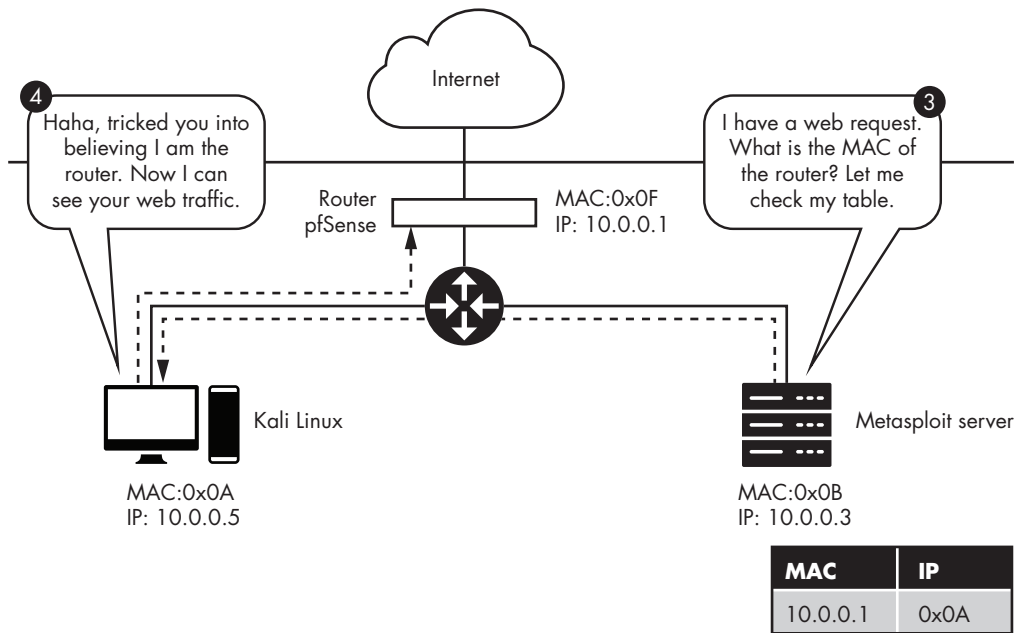 Internet
4
Haha, tricked you into
believing I am the
router. Now I can
see your web traffic.
3
I have a web request.
What is the MAC of
the router? Let me
check my table.
Router
pfSense
MAC:0x0F
IP: 10.0.0.1
Kali Linux
MAC:0x0A
IP: 10.0.0.5
Metasploit server
MAC:0x0B
IP: 10.0.0.3
MAC IP
10.0.0.1 0x0A